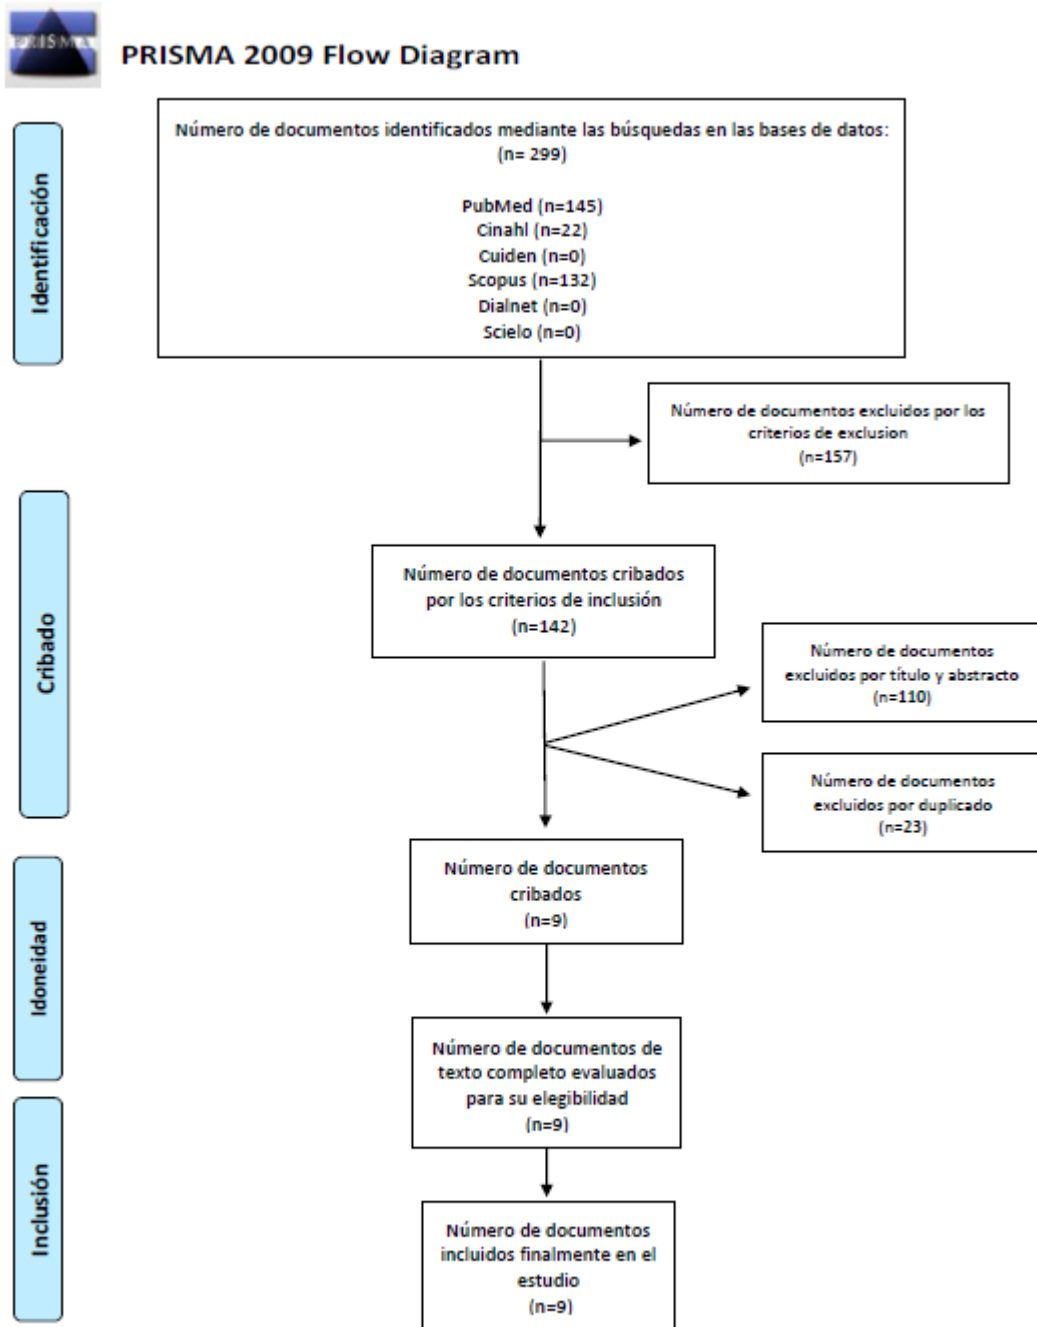 PRISMA
PRISMA 2009 Flow Diagram
Identificación
Número de documentos identificados mediante las búsquedas en las bases de datos:
(n= 299)
PubMed (n=145)
Cinahl (n=22)
Cuiden (n=0)
Scopus (n=132)
Dialnet (n=0)
Scielo (n=0)
Número de documentos excluidos por los
criterios de exclusion
(n=157)
Cribado
Número de documentos cribados
por los criterios de inclusión
(n=142)
Número de documentos
excluidos por título y abstracto
(n=110)
Número de documentos
excluidos por duplicado
(n=23)
Idoneidad
Número de documentos
cribados
(n=9)
Número de documentos de
texto completo evaluados
para su elegibilidad
(n=9)
Inclusión
Número de documentos
incluidos finalmente en el
estudio
(n=9)